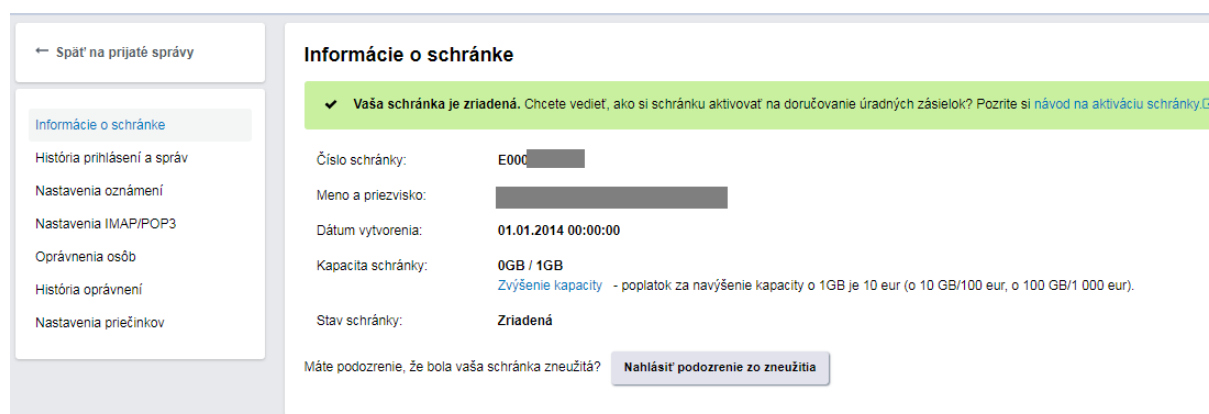 ← Späť na prijaté správy
Informácie o schránke
História prihlásení a správ
Nastavenia oznámení
Nastavenia IMAP/POP3
Oprávnenia osôb
História oprávnení
Nastavenia priečinkov
Informácie o schránke
✔ Vaša schránka je zriadená. Chcete vedieť, ako si schránku aktivovať na doručovanie úradných zásielok? Pozrite si návod na aktiváciu schránky.
Číslo schránky: E000
Meno a priezvisko:
Dátum vytvorenia: 01.01.2014 00:00:00
Kapacita schránky: 0GB / 1GB
Zvýšenie kapacity - poplatok za navýšenie kapacity o 1GB je 10 eur (o 10 GB/100 eur, o 100 GB/1 000 eur).
Stav schránky: Zriadená
Máte podozrenie, že bola vaša schránka zneužitá? Nahlásiť podozrenie zo zneužitia